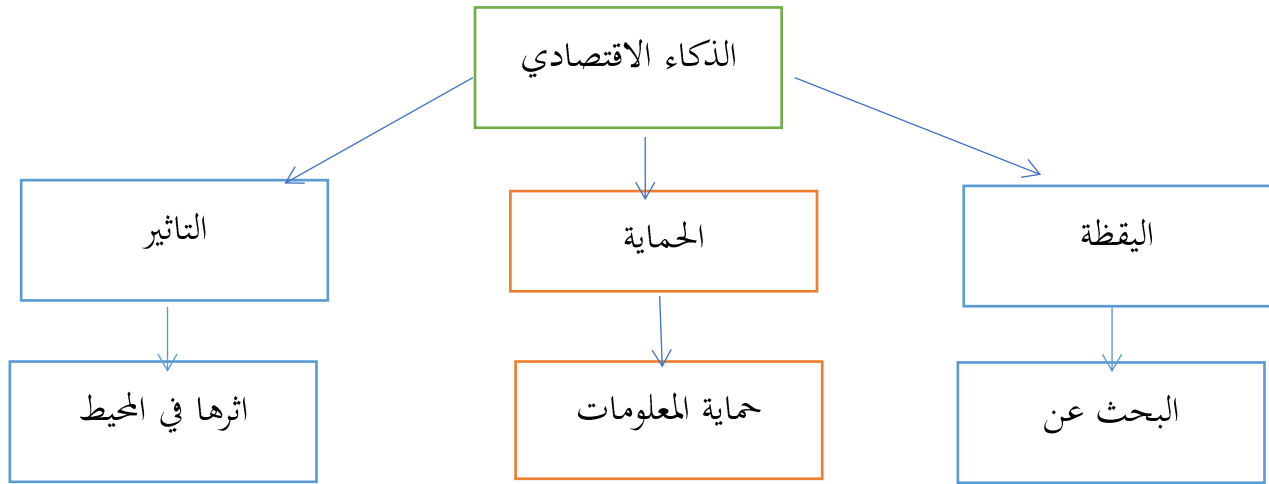 الذكاء الاقتصادي
اليقظة
الحماية
التاثير
البحث عن
حماية المعلومات
اثرها في المحيط